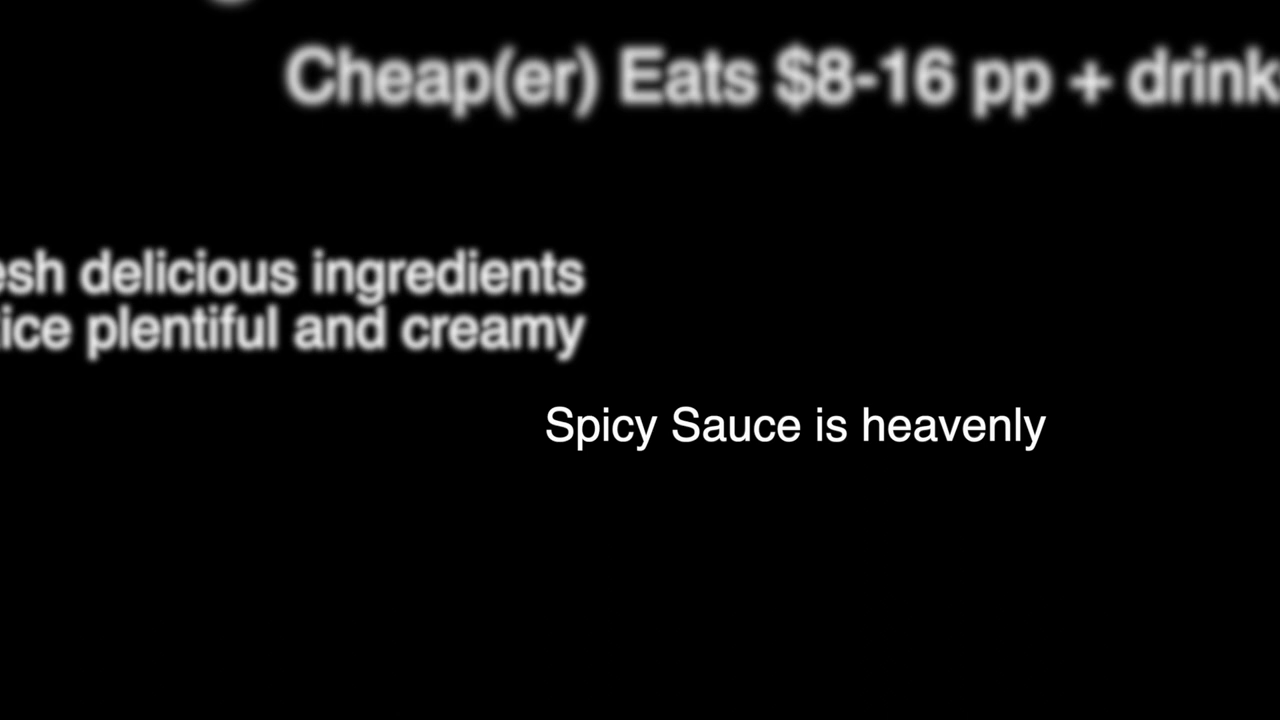 Cheap(er) Eats $8-16 pp + drink
esh delicious ingredients
ice plentiful and creamy
Spicy Sauce is heavenly